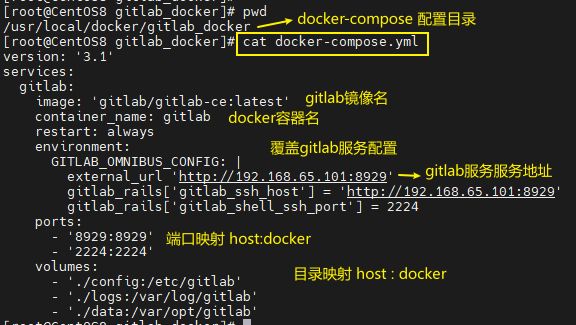 [root@CentOS8 gitlab_docker]# pwd
/usr/local/docker/gitlab_docker docker-compose 配置目录
[root@CentOS8 gitlab_docker]# cat docker-compose.yml
version: '3.1'
services:
  gitlab:
    image: 'gitlab/gitlab-ce:latest' gitlab镜像名
    container_name: gitlab docker容器名
    restart: always
    environment: 覆盖gitlab服务配置
      GITLAB_OMNIBUS_CONFIG: |
        external_url 'http://192.168.65.101:8929' gitlab服务服务地址
        gitlab_rails['gitlab_ssh_host'] = 'http://192.168.65.101:8929'
        gitlab_rails['gitlab_shell_ssh_port'] = 2224
    ports:
      - '8929:8929' 端口映射 host:docker
      - '2224:2224'
    volumes: 目录映射 host : docker
      - './config:/etc/gitlab'
      - './logs:/var/log/gitlab'
      - './data:/var/opt/gitlab'
[root@CentOS8 gitlab_docker]#